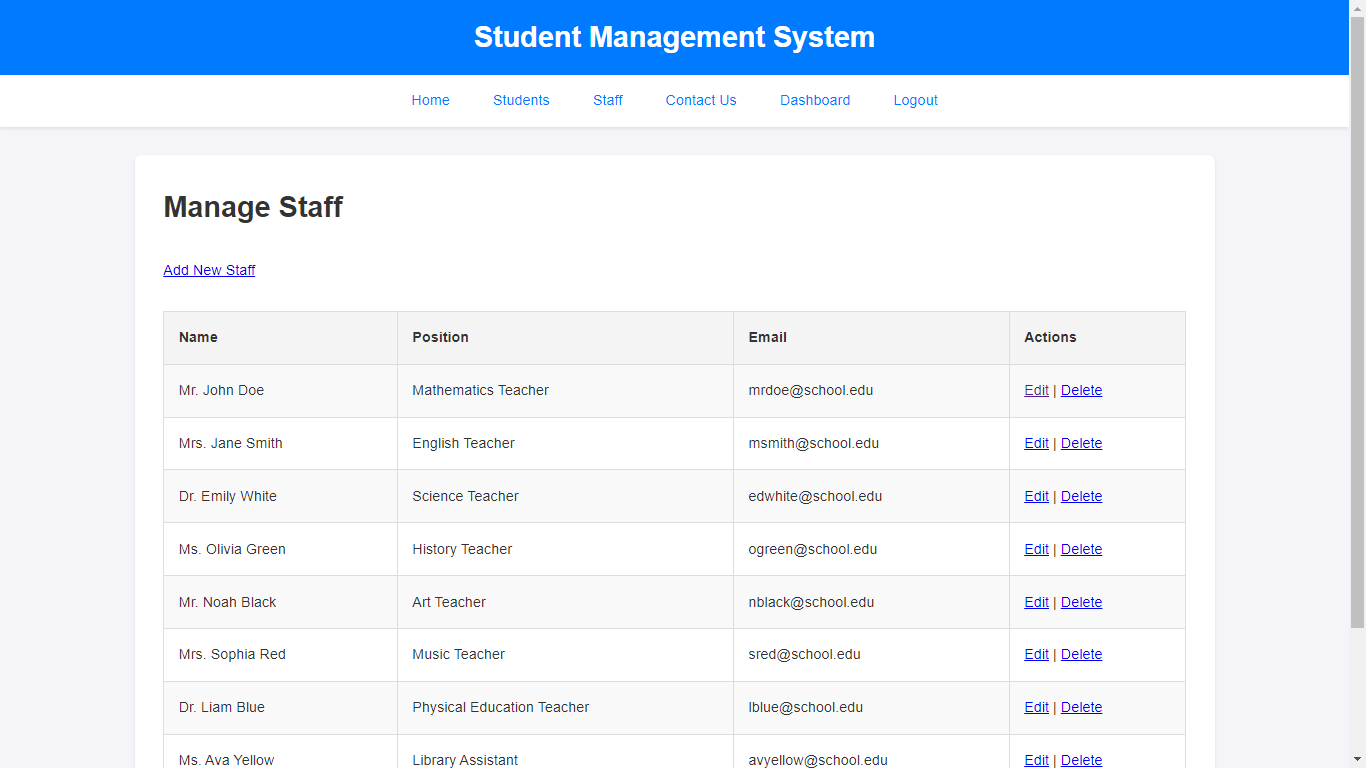 Student Management System
Home Students Staff Contact Us Dashboard Logout
Manage Staff
Add New Staff
Name Position Email Actions
Mr. John Doe Mathematics Teacher mrdoe@school.edu Edit | Delete
Mrs. Jane Smith English Teacher msmith@school.edu Edit | Delete
Dr. Emily White Science Teacher edwhite@school.edu Edit | Delete
Ms. Olivia Green History Teacher ogreen@school.edu Edit | Delete
Mr. Noah Black Art Teacher nblack@school.edu Edit | Delete
Mrs. Sophia Red Music Teacher sred@school.edu Edit | Delete
Dr. Liam Blue Physical Education Teacher lblue@school.edu Edit | Delete
Ms. Ava Yellow Library Assistant avyellow@school.edu Edit | Delete